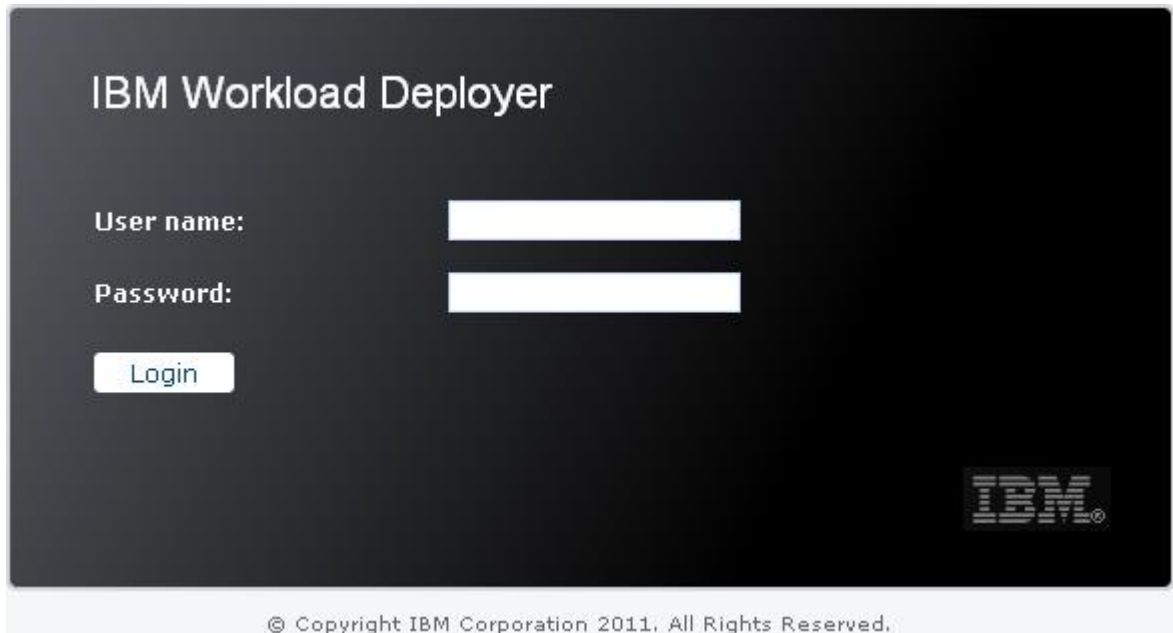 IBM Workload Deployer
User name:
Password:
Login
IBM®
© Copyright IBM Corporation 2011. All Rights Reserved.